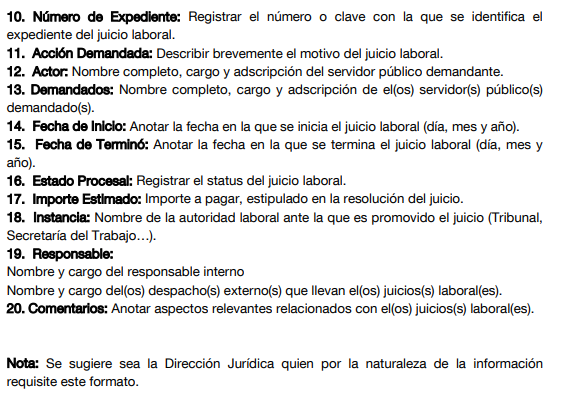 10. Número de Expediente: Registrar el número o clave con la que se identifica el
expediente del juicio laboral.
11. Acción Demandada: Describir brevemente el motivo del juicio laboral.
12. Actor: Nombre completo, cargo y adscripción del servidor público demandante.
13. Demandados: Nombre completo, cargo y adscripción de el(os) servidor(s) público(s)
demandado(s).
14. Fecha de Inicio: Anotar la fecha en la que se inicia el juicio laboral (día, mes y año).
15. Fecha de Terminó: Anotar la fecha en la que se termina el juicio laboral (día, mes y
año).
16. Estado Procesal: Registrar el status del juicio laboral.
17. Importe Estimado: Importe a pagar, estipulado en la resolución del juicio.
18. Instancia: Nombre de la autoridad laboral ante la que es promovido el juicio (Tribunal,
Secretaría del Trabajo…).
19. Responsable:
Nombre y cargo del responsable interno
Nombre y cargo del(os) despacho(s) externo(s) que llevan el(os) juicios(s) laboral(es).
20. Comentarios: Anotar aspectos relevantes relacionados con el(os) juicios(s) laboral(es).
Nota: Se sugiere sea la Dirección Jurídica quien por la naturaleza de la información
requisite este formato.